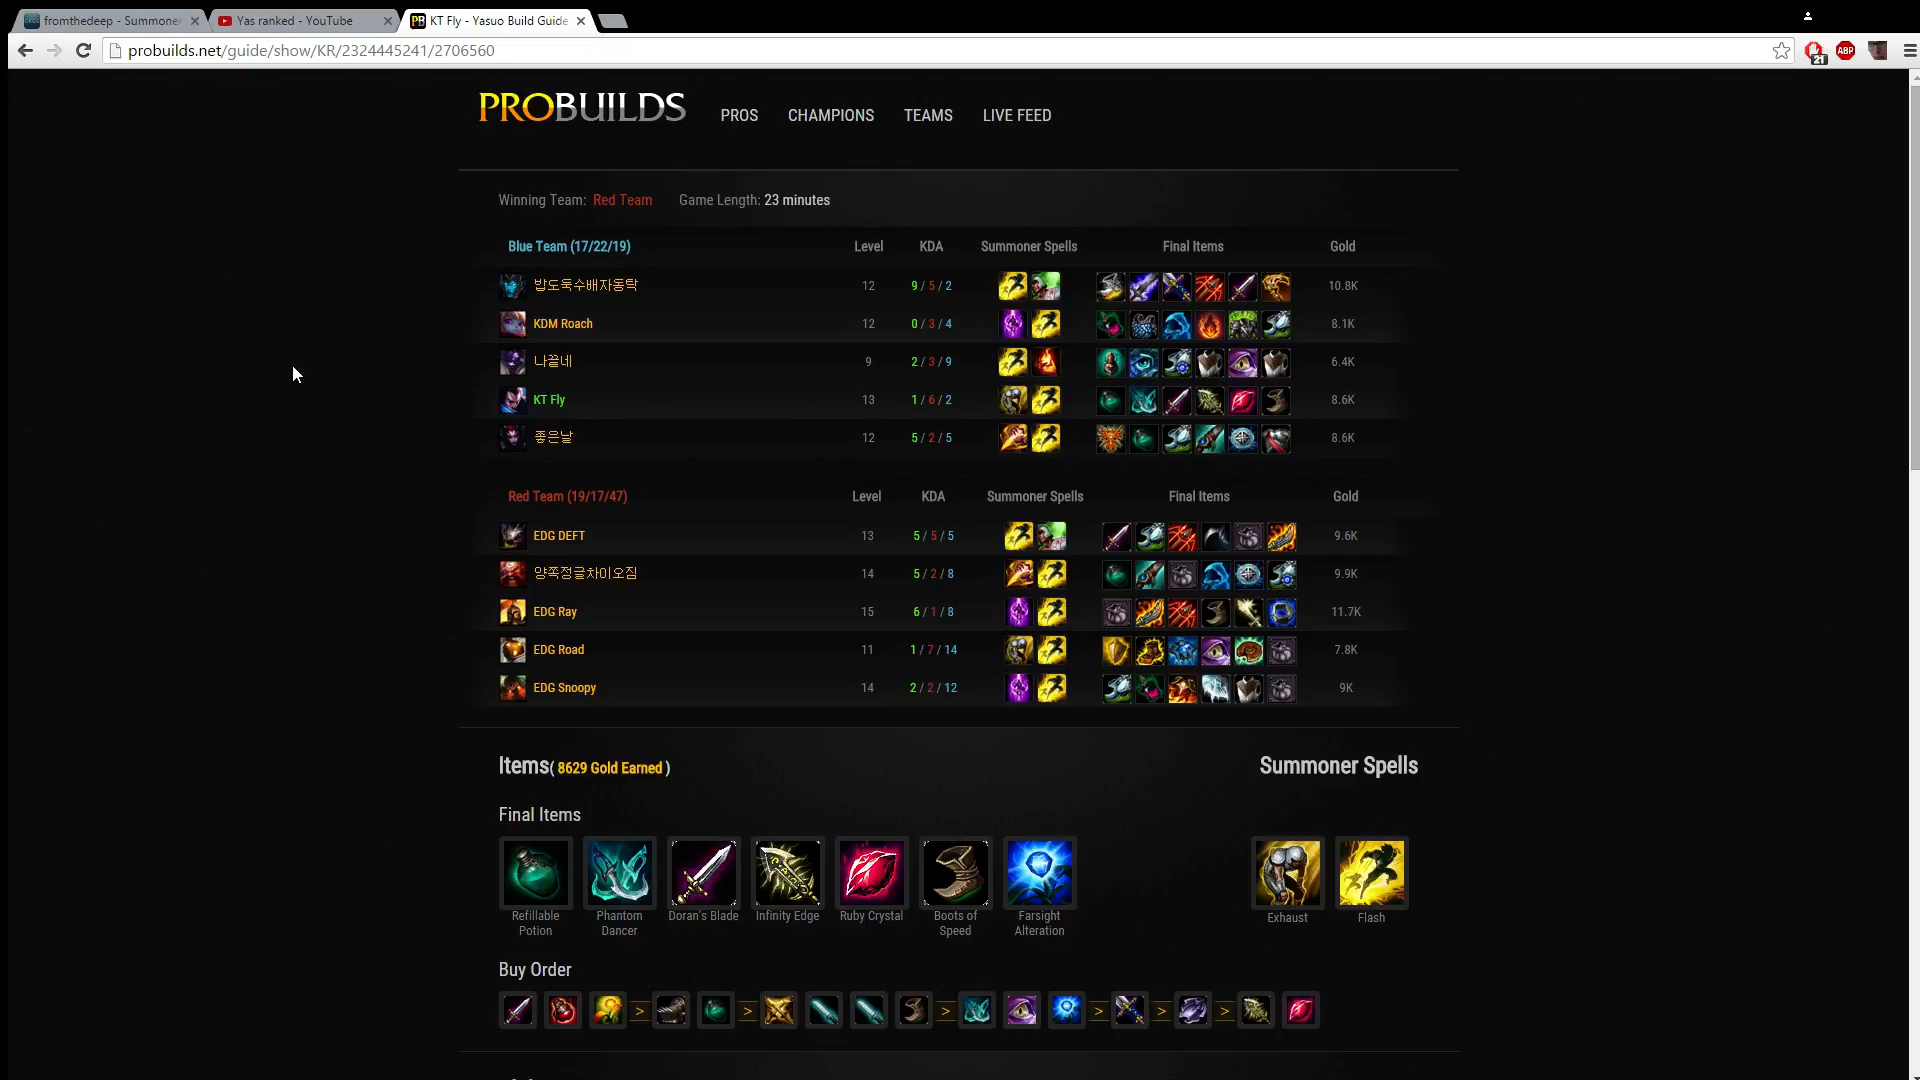 fromthedeep - Summoner
Yas ranked - YouTube
KT Fly - Yasuo Build Guide
probuilds.net/guide/show/KR/2324445241/2706560
21
ABP
PROBUILDS PROS CHAMPIONS TEAMS LIVE FEED
Winning Team: Red Team Game Length: 23 minutes
Blue Team (17/22/19) Level KDA Summoner Spells Final Items Gold
밥도둑수배자동탁 12 9 / 5 / 2 10.8K
KDM Roach 12 0 / 3 / 4 8.1K
나끝네 9 2 / 3 / 9 6.4K
KT Fly 13 1 / 6 / 2 8.6K
좋은날 12 5 / 2 / 5 8.6K
Red Team (19/17/47) Level KDA Summoner Spells Final Items Gold
EDG DEFT 13 5 / 5 / 5 9.6K
양쪽정글차미오짐 14 5 / 2 / 8 9.9K
EDG Ray 15 6 / 1 / 8 11.7K
EDG Road 11 1 / 7 / 14 7.8K
EDG Snoopy 14 2 / 2 / 12 9K
Items( 8629 Gold Earned ) Summoner Spells
Final Items
Refillable Potion
Phantom Dancer
Doran's Blade
Infinity Edge
Ruby Crystal
Boots of Speed
Farsight Alteration
Exhaust
Flash
Buy Order
> > > > > >